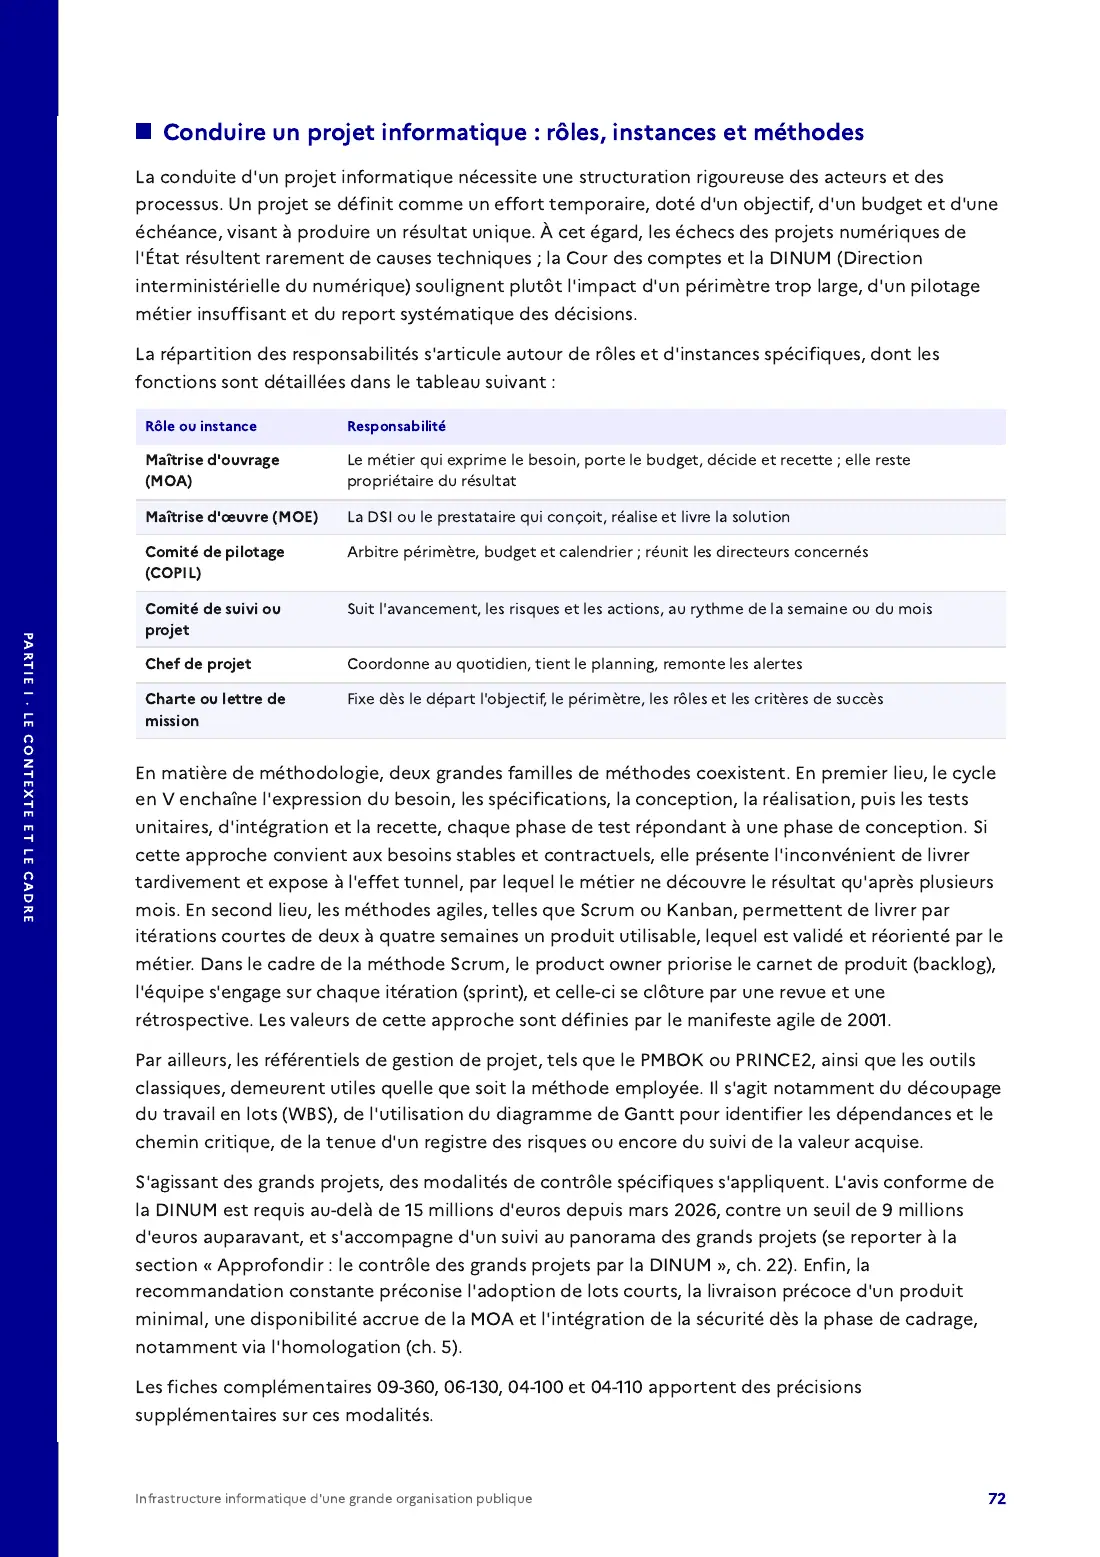 Conduire un projet informatique : rôles, instances et méthodes
La conduite d'un projet informatique nécessite une structuration rigoureuse des acteurs et des
processus. Un projet se définit comme un effort temporaire, doté d'un objectif, d'un budget et d'une
échéance, visant à produire un résultat unique. À cet égard, les échecs des projets numériques de
l'État résultent rarement de causes techniques ; la Cour des comptes et la DINUM (Direction
interministérielle du numérique) soulignent plutôt l'impact d'un périmètre trop large, d'un pilotage
métier insuffisant et du report systématique des décisions.
La répartition des responsabilités s'articule autour de rôles et d'instances spécifiques, dont les
fonctions sont détaillées dans le tableau suivant :
Rôle ou instance Responsabilité
Maîtrise d'ouvrage Le métier qui exprime le besoin, porte le budget, décide et recette ; elle reste
(MOA) propriétaire du résultat
Maîtrise d'œuvre (MOE) La DSI ou le prestataire qui conçoit, réalise et livre la solution
Comité de pilotage Arbitre périmètre, budget et calendrier ; réunit les directeurs concernés
(COPIL)
Comité de suivi ou Suit l'avancement, les risques et les actions, au rythme de la semaine ou du mois
projet
Chef de projet Coordonne au quotidien, tient le planning, remonte les alertes
Charte ou lettre de Fixe dès le départ l'objectif, le périmètre, les rôles et les critères de succès
mission
En matière de méthodologie, deux grandes familles de méthodes coexistent. En premier lieu, le cycle
en V enchaîne l'expression du besoin, les spécifications, la conception, la réalisation, puis les tests
unitaires, d'intégration et la recette, chaque phase de test répondant à une phase de conception. Si
cette approche convient aux besoins stables et contractuels, elle présente l'inconvénient de livrer
tardivement et expose à l'effet tunnel, par lequel le métier ne découvre le résultat qu'après plusieurs
mois. En second lieu, les méthodes agiles, telles que Scrum ou Kanban, permettent de livrer par
itérations courtes de deux à quatre semaines un produit utilisable, lequel est validé et réorienté par le
métier. Dans le cadre de la méthode Scrum, le product owner priorise le carnet de produit (backlog),
l'équipe s'engage sur chaque itération (sprint), et celle-ci se clôture par une revue et une
rétrospective. Les valeurs de cette approche sont définies par le manifeste agile de 2001.
Par ailleurs, les référentiels de gestion de projet, tels que le PMBOK ou PRINCE2, ainsi que les outils
classiques, demeurent utiles quelle que soit la méthode employée. Il s'agit notamment du découpage
du travail en lots (WBS), de l'utilisation du diagramme de Gantt pour identifier les dépendances et le
chemin critique, de la tenue d'un registre des risques ou encore du suivi de la valeur acquise.
S'agissant des grands projets, des modalités de contrôle spécifiques s'appliquent. L'avis conforme de
la DINUM est requis au-delà de 15 millions d'euros depuis mars 2026, contre un seuil de 9 millions
d'euros auparavant, et s'accompagne d'un suivi au panorama des grands projets (se reporter à la
section « Approfondir : le contrôle des grands projets par la DINUM », ch. 22). Enfin, la
recommandation constante préconise l'adoption de lots courts, la livraison précoce d'un produit
minimal, une disponibilité accrue de la MOA et l'intégration de la sécurité dès la phase de cadrage,
notamment via l'homologation (ch. 5).
Les fiches complémentaires 09-360, 06-130, 04-100 et 04-110 apportent des précisions
supplémentaires sur ces modalités.
PARTIE I · LE CONTEXTE ET LE CADRE
Infrastructure informatique d'une grande organisation publique 72